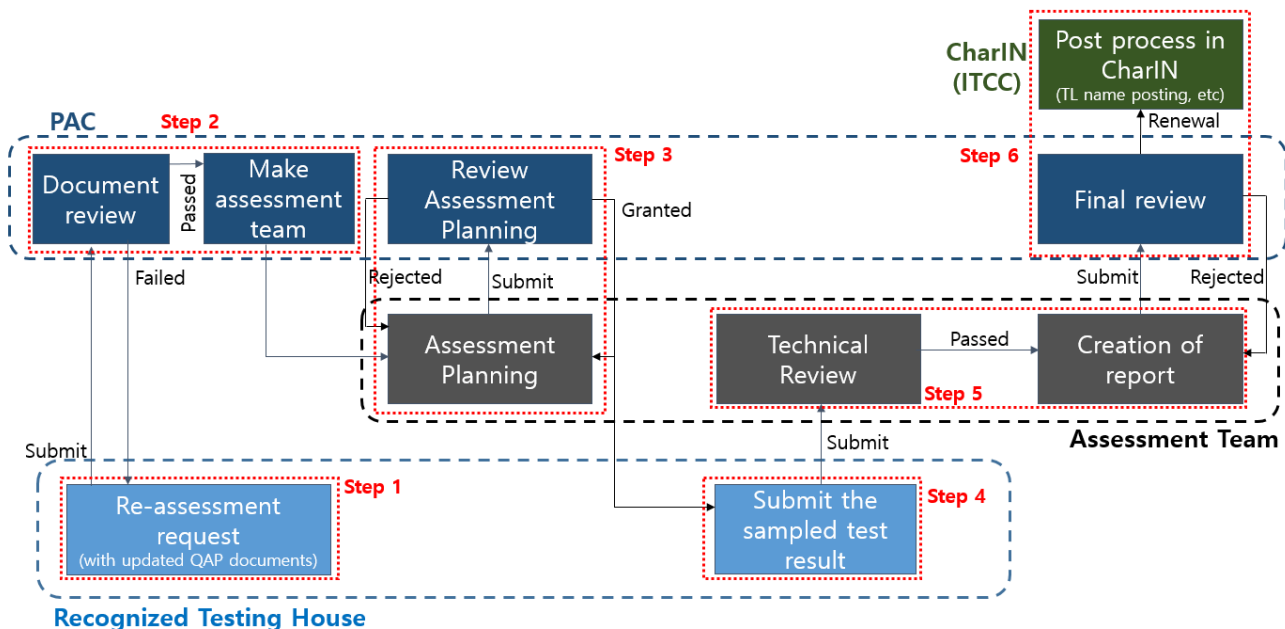 CharIN
(ITCC)
Post process in
CharIN
(TL name posting, etc)
Renewal
PAC
Step 2
Document
review
Passed
Make
assessment
team
Review
Assessment
Planning
Step 3
Granted
Step 6
Final review
Failed
Rejected
Submit
Submit
Rejected
Assessment
Planning
Technical
Review
Passed
Creation of
report
Step 5
Assessment Team
Submit
Submit
Step 1
Re-assessment
request
(with updated QAP documents)
Step 4
Submit the
sampled test
result
Recognized Testing House